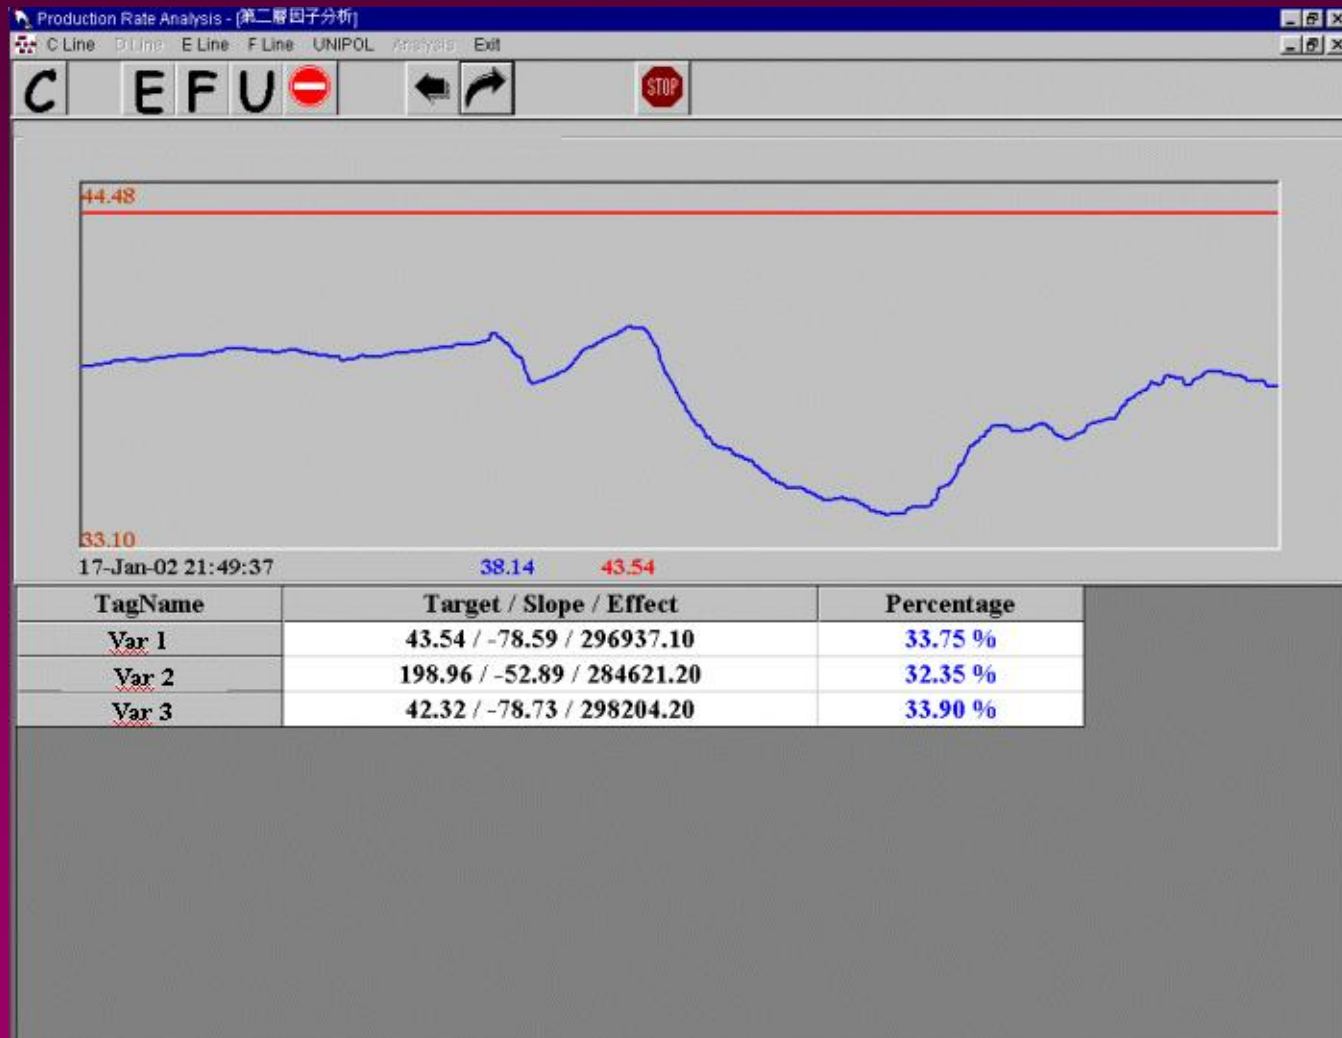 Production Rate Analysis - [第二層因子分析]
C Line D Line E Line F Line UNIPOL Analysis Exit
C E F U STOP
44.48
33.10
17-Jan-02 21:49:37 38.14 43.54
TagName Target / Slope / Effect Percentage
Var 1 43.54 / -78.59 / 296937.10 33.75 %
Var 2 198.96 / -52.89 / 284621.20 32.35 %
Var 3 42.32 / -78.73 / 298204.20 33.90 %